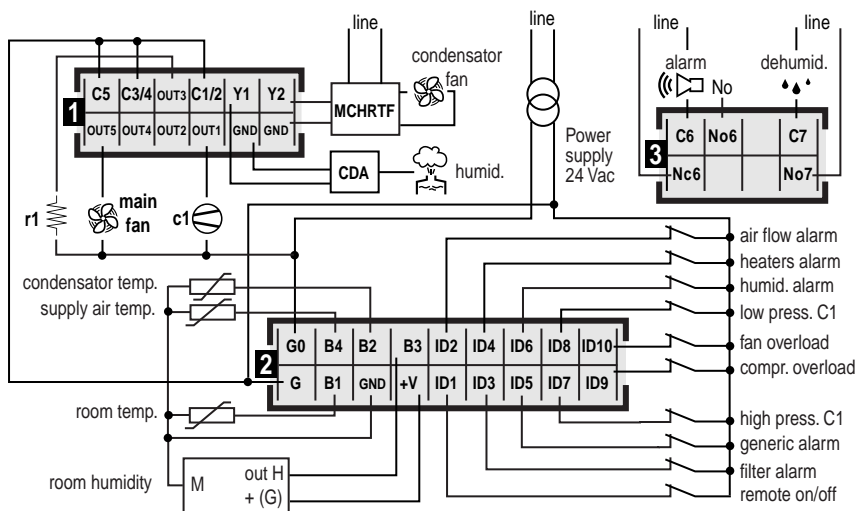 line
line
line
condensator
fan
alarm
No
dehumid.
C5 C3/4 OUT3 C1/2 Y1 Y2
1
OUT5 OUT4 OUT2 OUT1 GND GND
MCHRTF
CDA
humid.
Power
supply
24 Vac
C6 No6 C7
3
Nc6 No7
r1
main
fan
c1
condensator temp.
supply air temp.
air flow alarm
heaters alarm
humid. alarm
low press. C1
fan overload
compr. overload
G0 B4 B2 B3 ID2 ID4 ID6 ID8 ID10
2
G B1 GND +V ID1 ID3 ID5 ID7 ID9
room temp.
high press. C1
generic alarm
filter alarm
remote on/off
room humidity
M
out H
+ (G)